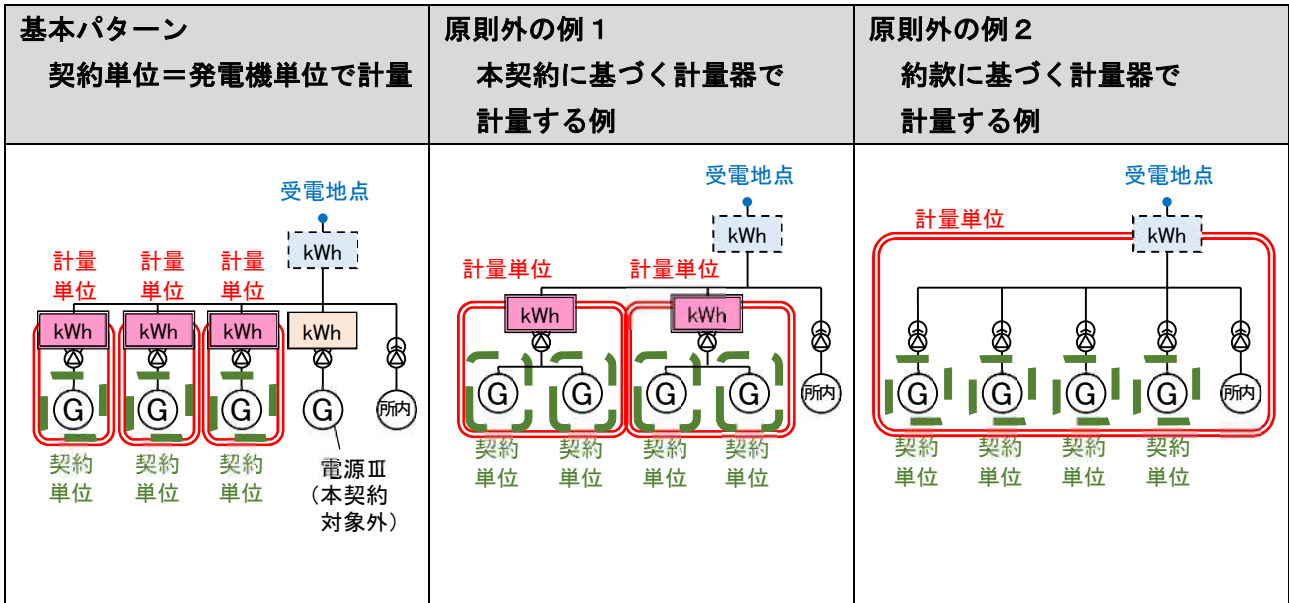 基本パターン
契約単位＝発電機単位で計量
原則外の例１
本契約に基づく計量器で
計量する例
原則外の例２
約款に基づく計量器で
計量する例
受電地点
kWh
計量
単位
計量
単位
計量
単位
kWh
kWh
kWh
kWh
G
G
G
G
所内
契約
単位
契約
単位
契約
単位
電源Ⅲ
（本契約
対象外）
受電地点
kWh
計量単位
計量単位
kWh
kWh
G
G
G
G
所内
契約
単位
契約
単位
契約
単位
契約
単位
受電地点
計量単位
kWh
G
G
G
G
所内
契約
単位
契約
単位
契約
単位
契約
単位